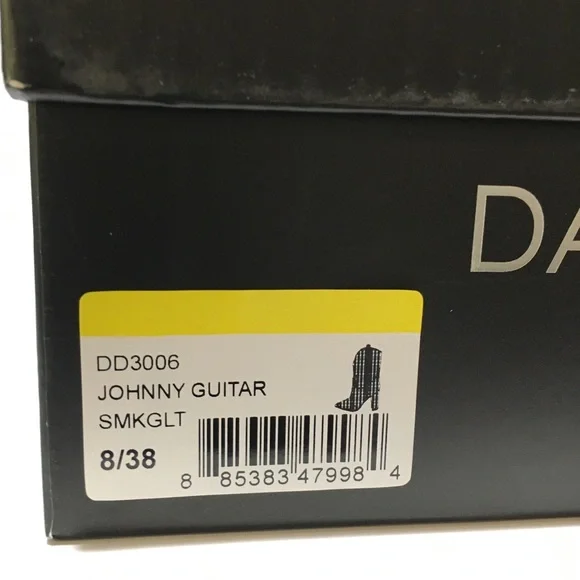 DA
DD3006
JOHNNY GUITAR
SMKGLT
8/38
8 85383 47998 4